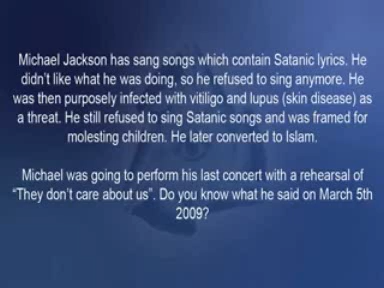 Michael Jackson has sang songs which contain Satanic lyrics. He
didn't like what he was doing, so he refused to sing anymore. He
was then purposely infected with vitiligo and lupus (skin disease) as
a threat. He still refused to sing Satanic songs and was framed for
molesting children. He later converted to Islam.
Michael was going to perform his last concert with a rehearsal of
“They don't care about us”. Do you know what he said on March 5th
2009?